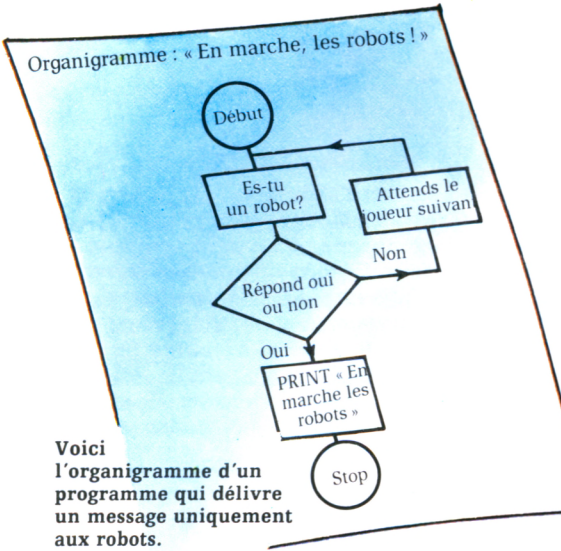 Organigramme : « En marche, les robots ! »
Début
Es-tu
un robot?
Attends le
joueur suivant
Non
Répond oui
ou non
Oui
PRINT « En
marche les
robots »
Stop
Voici
l'organigramme d'un
programme qui délivre
un message uniquement
aux robots.